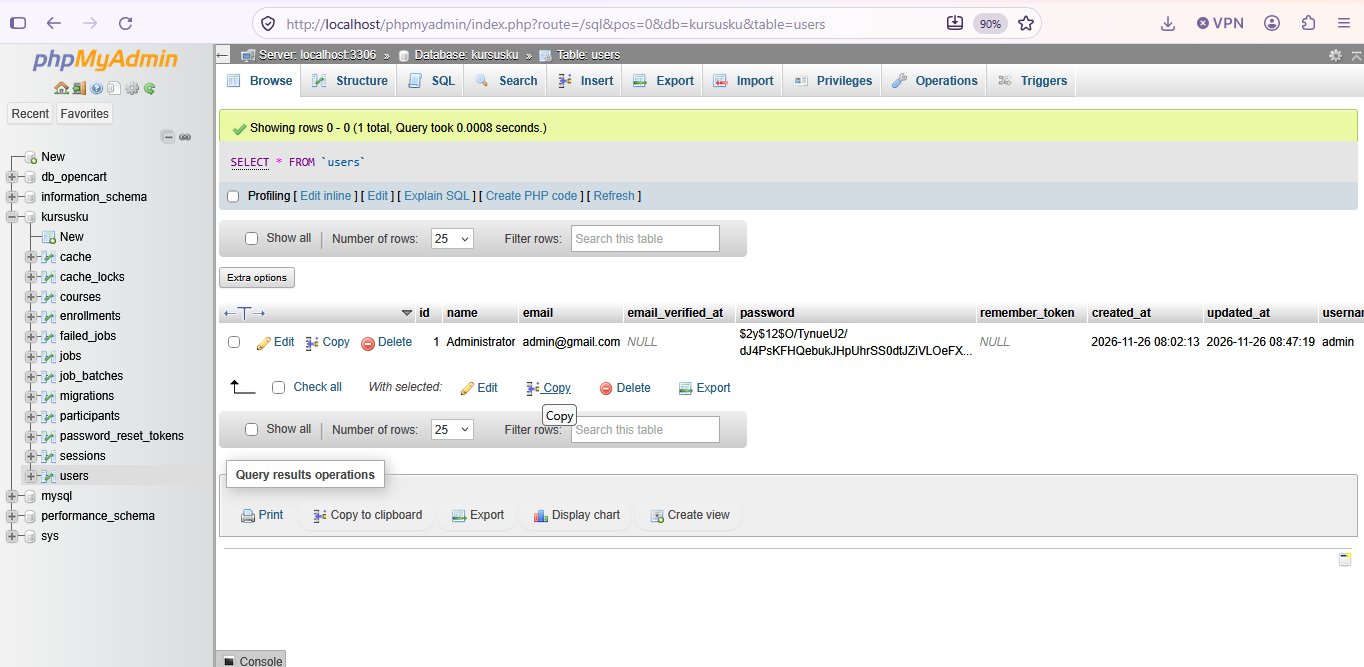 http://localhost/phpmyadmin/index.php?route=/sql&pos=0&db=kursusku&table=users
90%
VPN
phpMyAdmin
Recent
Favorites
New
db_opencart
information_schema
kursusku
New
cache
cache_locks
courses
enrollments
failed_jobs
jobs
job_batches
migrations
participants
password_reset_tokens
sessions
users
mysql
performance_schema
sys
Server: localhost:3306 » Database: kursusku » Table: users
Browse Structure SQL Search Insert Export Import Privileges Operations Triggers
Showing rows 0 - 0 (1 total, Query took 0.0008 seconds.)
SELECT * FROM `users`
Profiling [ Edit inline ] [ Edit ] [ Explain SQL ] [ Create PHP code ] [ Refresh ]
Show all Number of rows: 25 Filter rows: Search this table
Extra options
←T→ id name email email_verified_at password remember_token created_at updated_at usernar
Edit Copy Delete 1 Administrator admin@gmail.com NULL $2y$12$O/TynueU2/ NULL 2026-11-26 08:02:13 2026-11-26 08:47:19 admin
dJ4PsKFHQebukJHpUhrSS0dtJZiVLOeFX...
Check all With selected: Edit Copy Delete Export
Copy
Show all Number of rows: 25 Filter rows: Search this table
Query results operations
Print Copy to clipboard Export Display chart Create view
Console